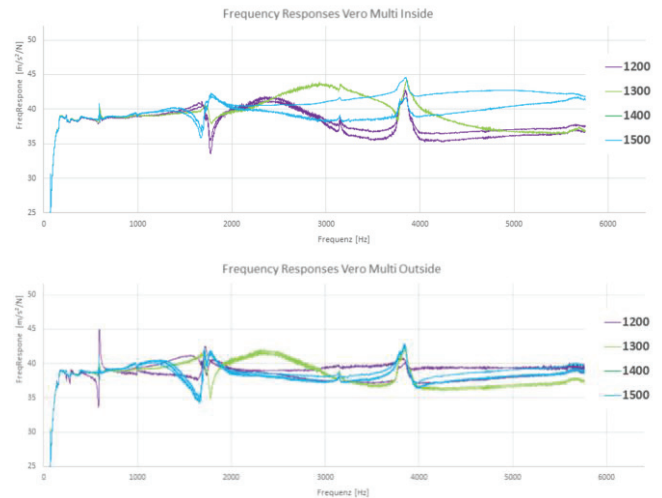 Frequency Responses Vero Multi Inside
FreqRespone [m/s²/N]
50
45
40
35
30
25
0 1000 2000 3000 4000 5000 6000
Frequenz [Hz]
1200
1300
1400
1500
Frequency Responses Vero Multi Outside
FreqRespone [m/s²/N]
50
45
40
35
30
25
0 1000 2000 3000 4000 5000 6000
Frequenz [Hz]
1200
1300
1400
1500